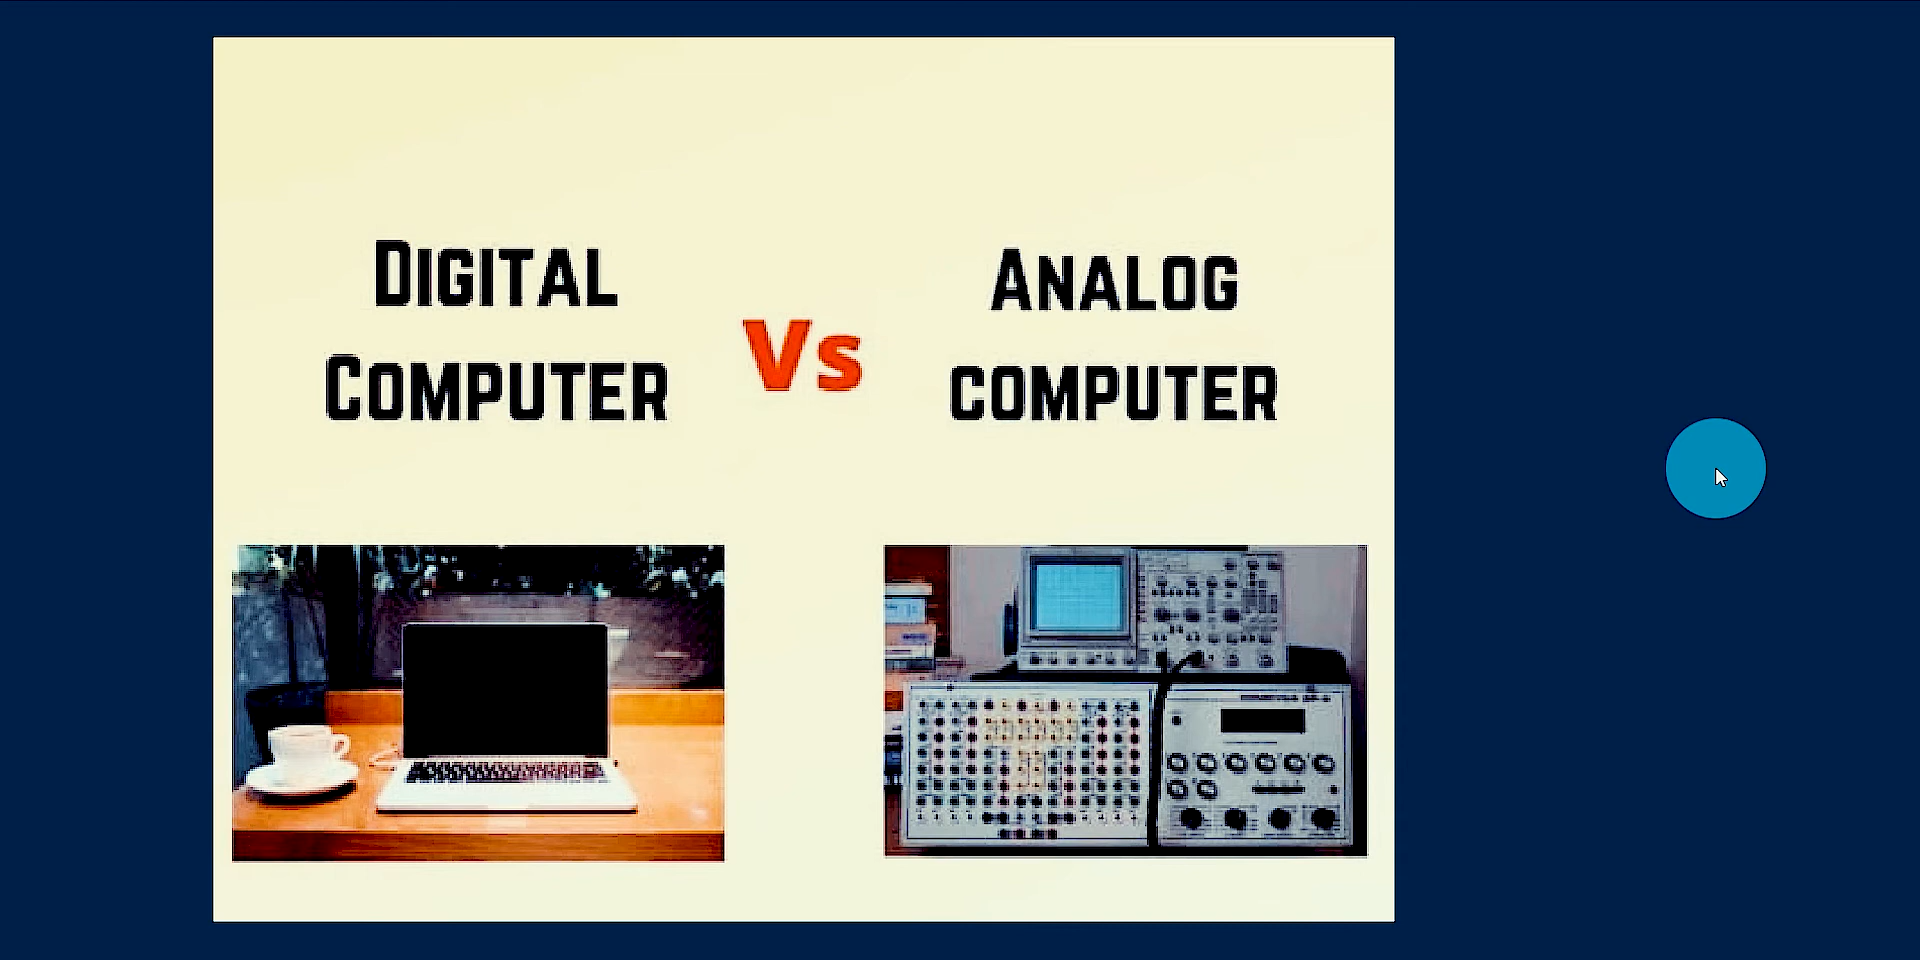 Digital
Computer
Vs
Analog
computer